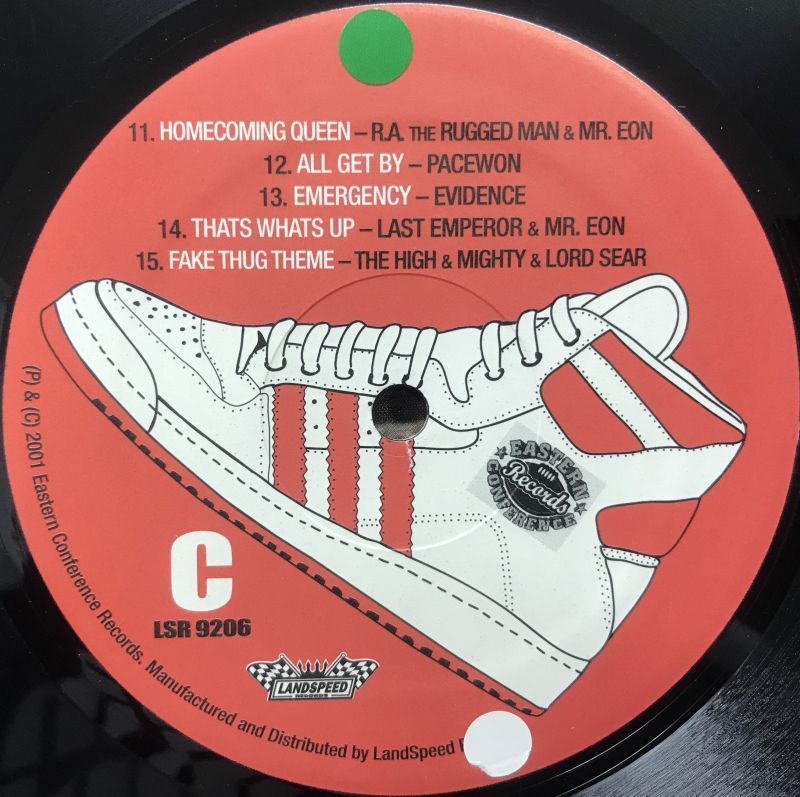 11. HOMECOMING QUEEN – R.A. THE RUGGED MAN & MR. EON
12. ALL GET BY – PACEWON
13. EMERGENCY – EVIDENCE
14. THATS WHATS UP – LAST EMPEROR & MR. EON
15. FAKE THUG THEME – THE HIGH & MIGHTY & LORD SEAR
EASTERN
Records
CONFERENCE
C
LSR 9206
LANDSPEED
RECORDS
(P) & (C) 2001 Eastern Conference Records. Manufactured and Distributed by LandSpeed